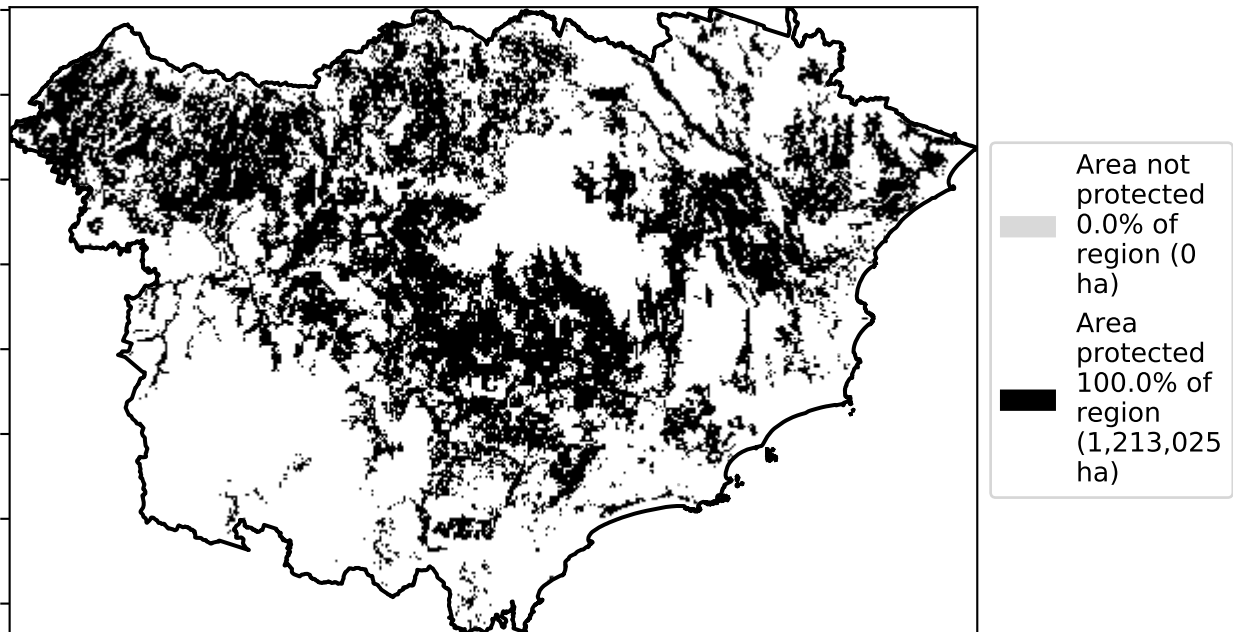 Area not
protected
0.0% of
region (0
ha)
Area
protected
100.0% of
region
(1,213,025
ha)